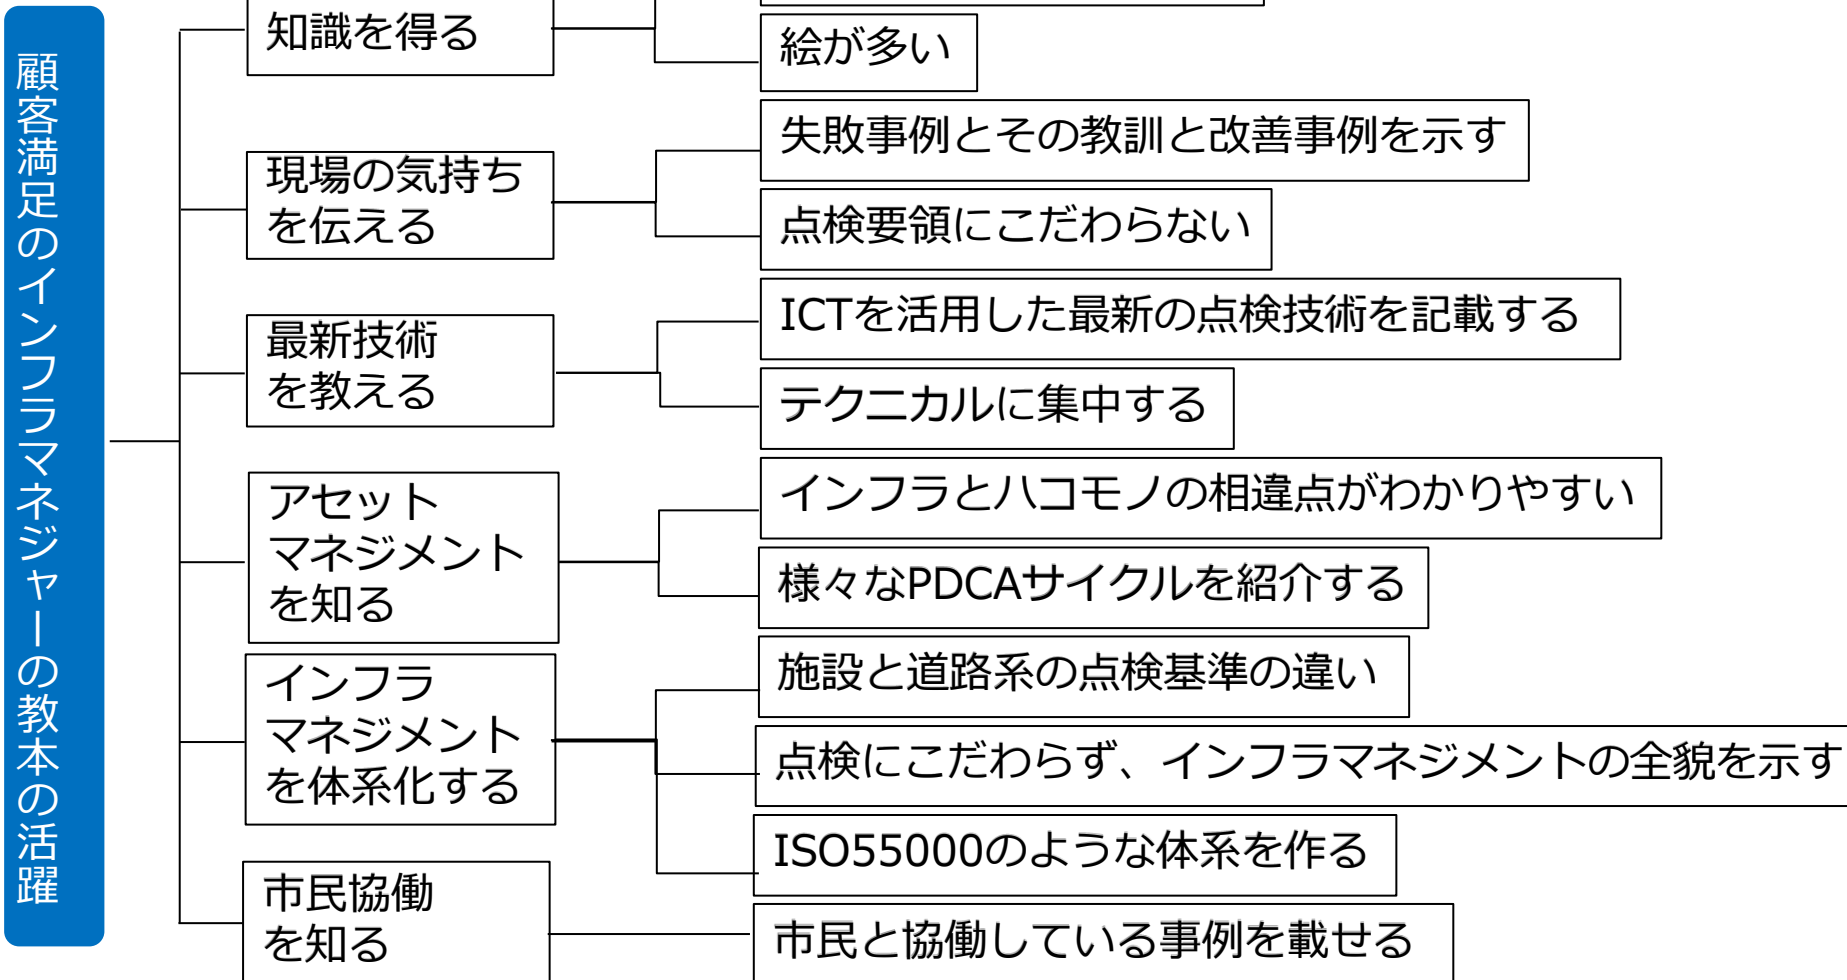 顧客満足のインフラマネジャーの教本の活躍
知識を得る
絵が多い
現場の気持ち
を伝える
失敗事例とその教訓と改善事例を示す
点検要領にこだわらない
最新技術
を教える
ICTを活用した最新の点検技術を記載する
テクニカルに集中する
アセット
マネジメント
を知る
インフラとハコモノの相違点がわかりやすい
様々なPDCAサイクルを紹介する
インフラ
マネジメント
を体系化する
施設と道路系の点検基準の違い
点検にこだわらず、インフラマネジメントの全貌を示す
ISO55000のような体系を作る
市民協働
を知る
市民と協働している事例を載せる